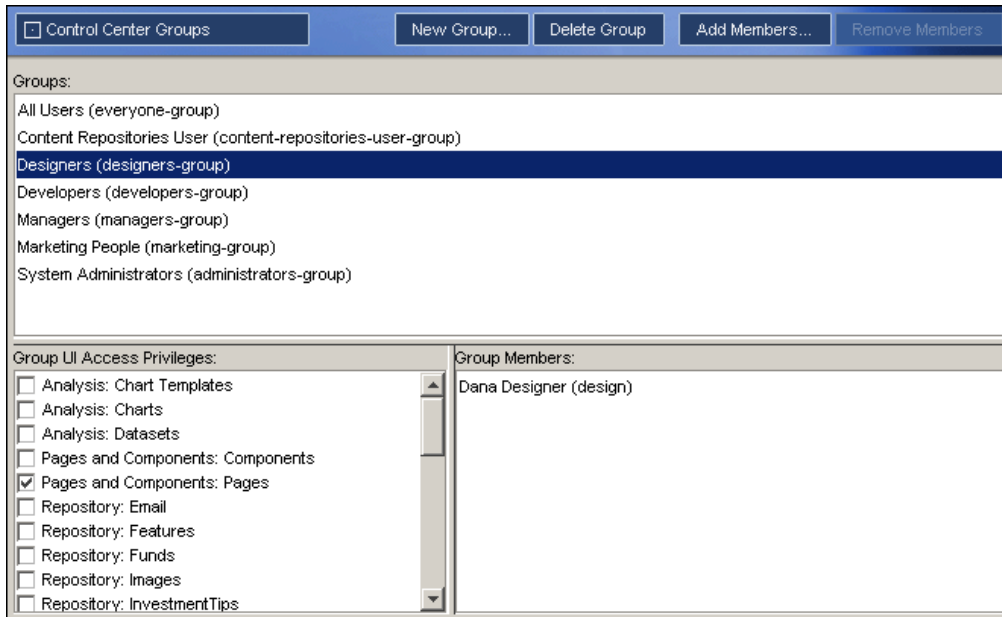 Control Center Groups
New Group...
Delete Group
Add Members...
Remove Members
Groups:
All Users (everyone-group)
Content Repositories User (content-repositories-user-group)
Designers (designers-group)
Developers (developers-group)
Managers (managers-group)
Marketing People (marketing-group)
System Administrators (administrators-group)
Group UI Access Privileges:
Analysis: Chart Templates
Analysis: Charts
Analysis: Datasets
Pages and Components: Components
Pages and Components: Pages
Repository: Email
Repository: Features
Repository: Funds
Repository: Images
Repository: InvestmentTips
Group Members:
Dana Designer (design)